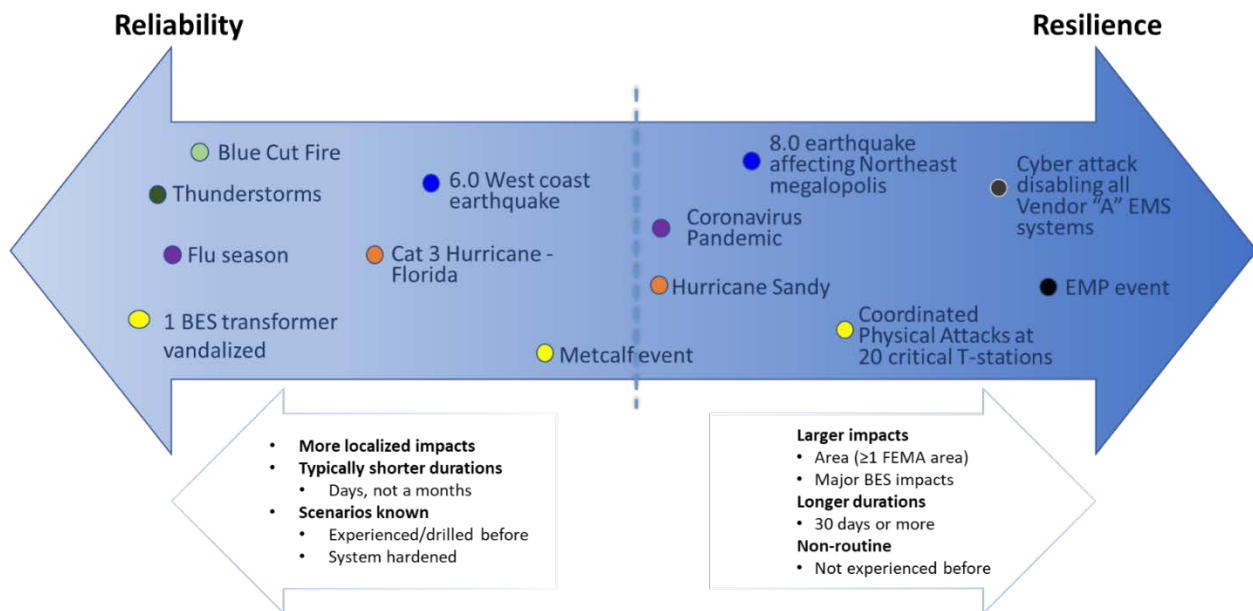 Reliability
Resilience
Blue Cut Fire
Thunderstorms
Flu season
1 BES transformer
vandalized
6.0 West coast
earthquake
Cat 3 Hurricane -
Florida
Metcalf event
8.0 earthquake
affecting Northeast
megalopolis
Coronavirus
Pandemic
Hurricane Sandy
Cyber attack
disabling all
Vendor “A” EMS
systems
EMP event
Coordinated
Physical Attacks at
20 critical T-stations
• More localized impacts
• Typically shorter durations
• Days, not a months
• Scenarios known
• Experienced/drilled before
• System hardened
Larger impacts
• Area (≥1 FEMA area)
• Major BES impacts
Longer durations
• 30 days or more
Non-routine
• Not experienced before